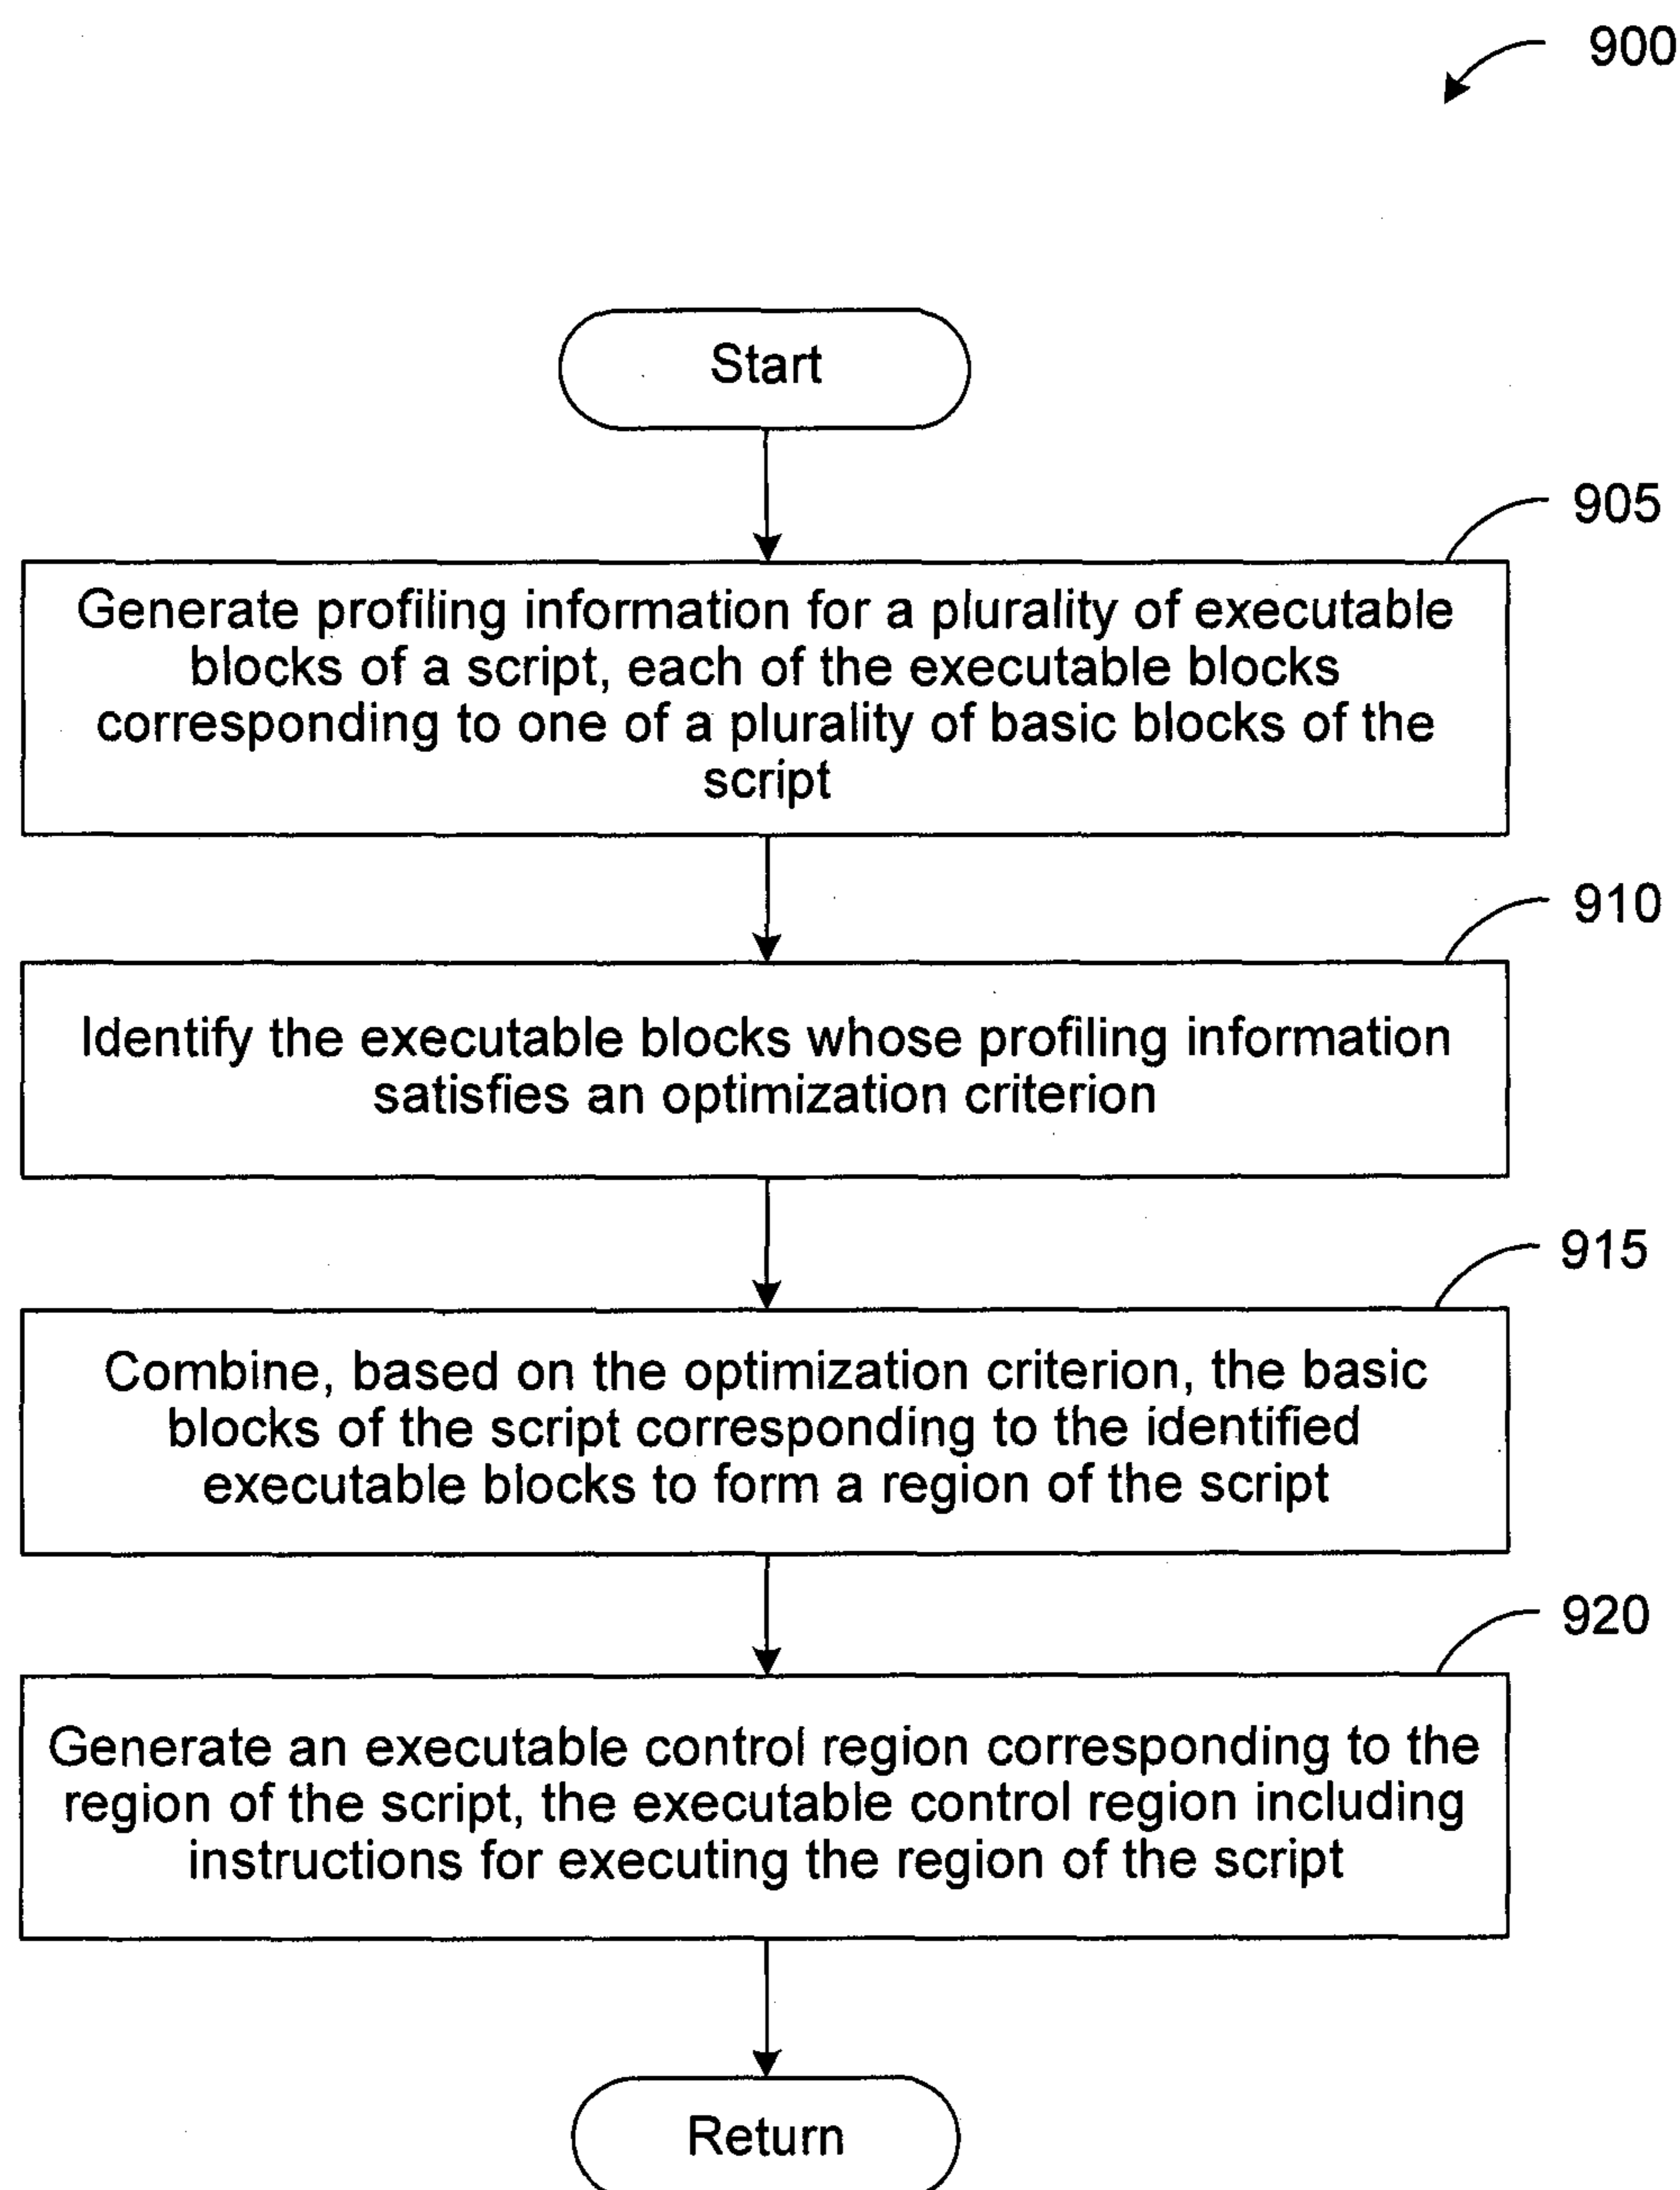 900
Start
905
Generate profiling information for a plurality of executable
blocks of a script, each of the executable blocks
corresponding to one of a plurality of basic blocks of the
script
910
Identify the executable blocks whose profiling information
satisfies an optimization criterion
915
Combine, based on the optimization criterion, the basic
blocks of the script corresponding to the identified
executable blocks to form a region of the script
920
Generate an executable control region corresponding to the
region of the script, the executable control region including
instructions for executing the region of the script
Return